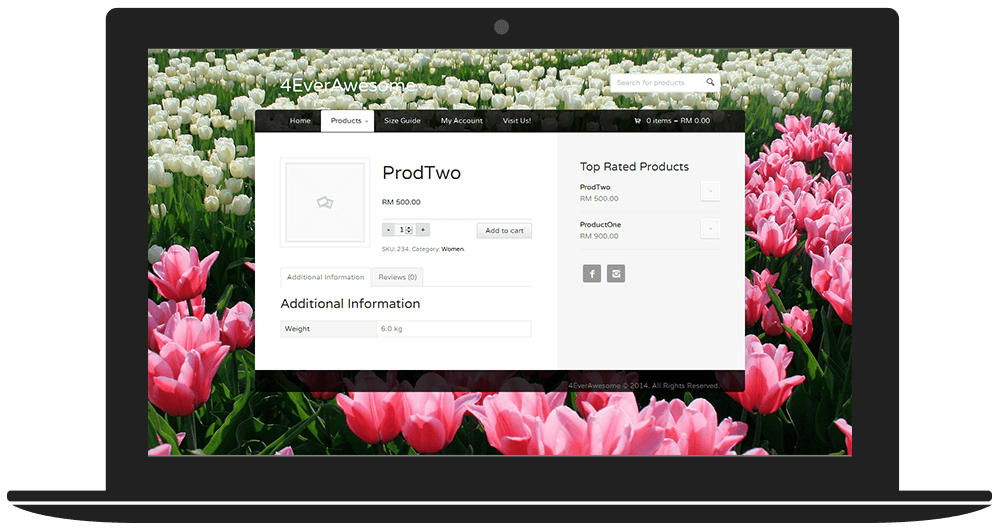 4EverAwesome
Search for products
Home Products Size Guide My Account Visit Us! 0 items – RM 0.00
ProdTwo
RM 500.00
- 1 +
Add to cart
SKU: 234. Category: Women.
Additional Information Reviews (0)
Additional Information
Weight 6.0 kg
Top Rated Products
ProdTwo
RM 500.00
ProductOne
RM 900.00
4EverAwesome © 2014. All Rights Reserved.